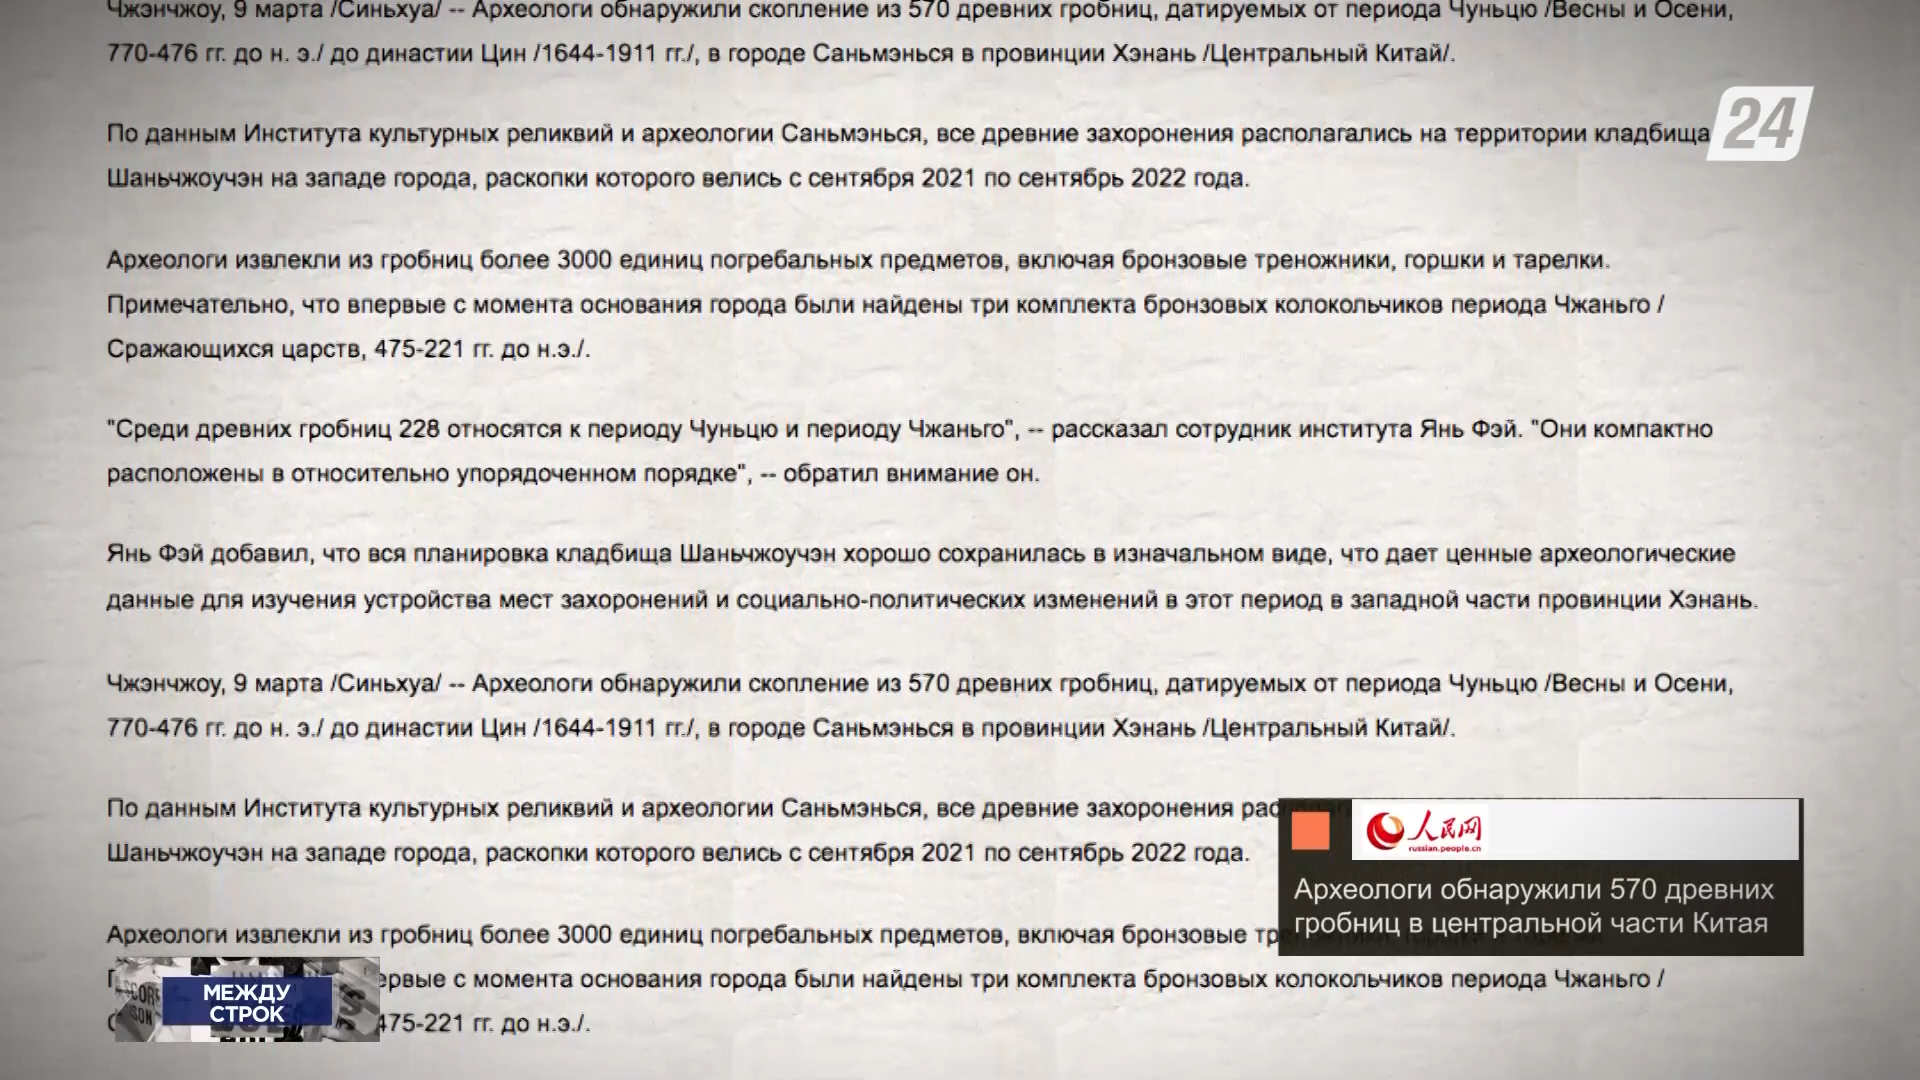 Чжэнчжоу, 9 марта /Синьхуа/ -- Археологи обнаружили скопление из 570 древних гробниц, датируемых от периода Чуньцю /Весны и Осени,
770-476 гг. до н. э./ до династии Цин /1644-1911 гг./, в городе Саньмэнься в провинции Хэнань /Центральный Китай/.
24
По данным Института культурных реликвий и археологии Саньмэнься, все древние захоронения располагались на территории кладбища
Шаньчжоучэн на западе города, раскопки которого велись с сентября 2021 по сентябрь 2022 года.
Археологи извлекли из гробниц более 3000 единиц погребальных предметов, включая бронзовые треножники, горшки и тарелки.
Примечательно, что впервые с момента основания города были найдены три комплекта бронзовых колокольчиков периода Чжаньго /
Сражающихся царств, 475-221 гг. до н.э./.
"Среди древних гробниц 228 относятся к периоду Чуньцю и периоду Чжаньго", -- рассказал сотрудник института Янь Фэй. "Они компактно
расположены в относительно упорядоченном порядке", -- обратил внимание он.
Янь Фэй добавил, что вся планировка кладбища Шаньчжоучэн хорошо сохранилась в изначальном виде, что дает ценные археологические
данные для изучения устройства мест захоронений и социально-политических изменений в этот период в западной части провинции Хэнань.
Чжэнчжоу, 9 марта /Синьхуа/ -- Археологи обнаружили скопление из 570 древних гробниц, датируемых от периода Чуньцю /Весны и Осени,
770-476 гг. до н. э./ до династии Цин /1644-1911 гг./, в городе Саньмэнься в провинции Хэнань /Центральный Китай/.
По данным Института культурных реликвий и археологии Саньмэнься, все древние захоронения
Шаньчжоучэн на западе города, раскопки которого велись с сентября 2021 по сентябрь 2022 года.
人民网
russian.people.cn
Археологи обнаружили 570 древних
гробниц в центральной части Китая
Археологи извлекли из гробниц более 3000 единиц погребальных предметов, включая бронзовые
с момента основания города были найдены три комплекта бронзовых колокольчиков периода Чжаньго /
475-221 гг. до н.э./.
МЕЖДУ
СТРОК